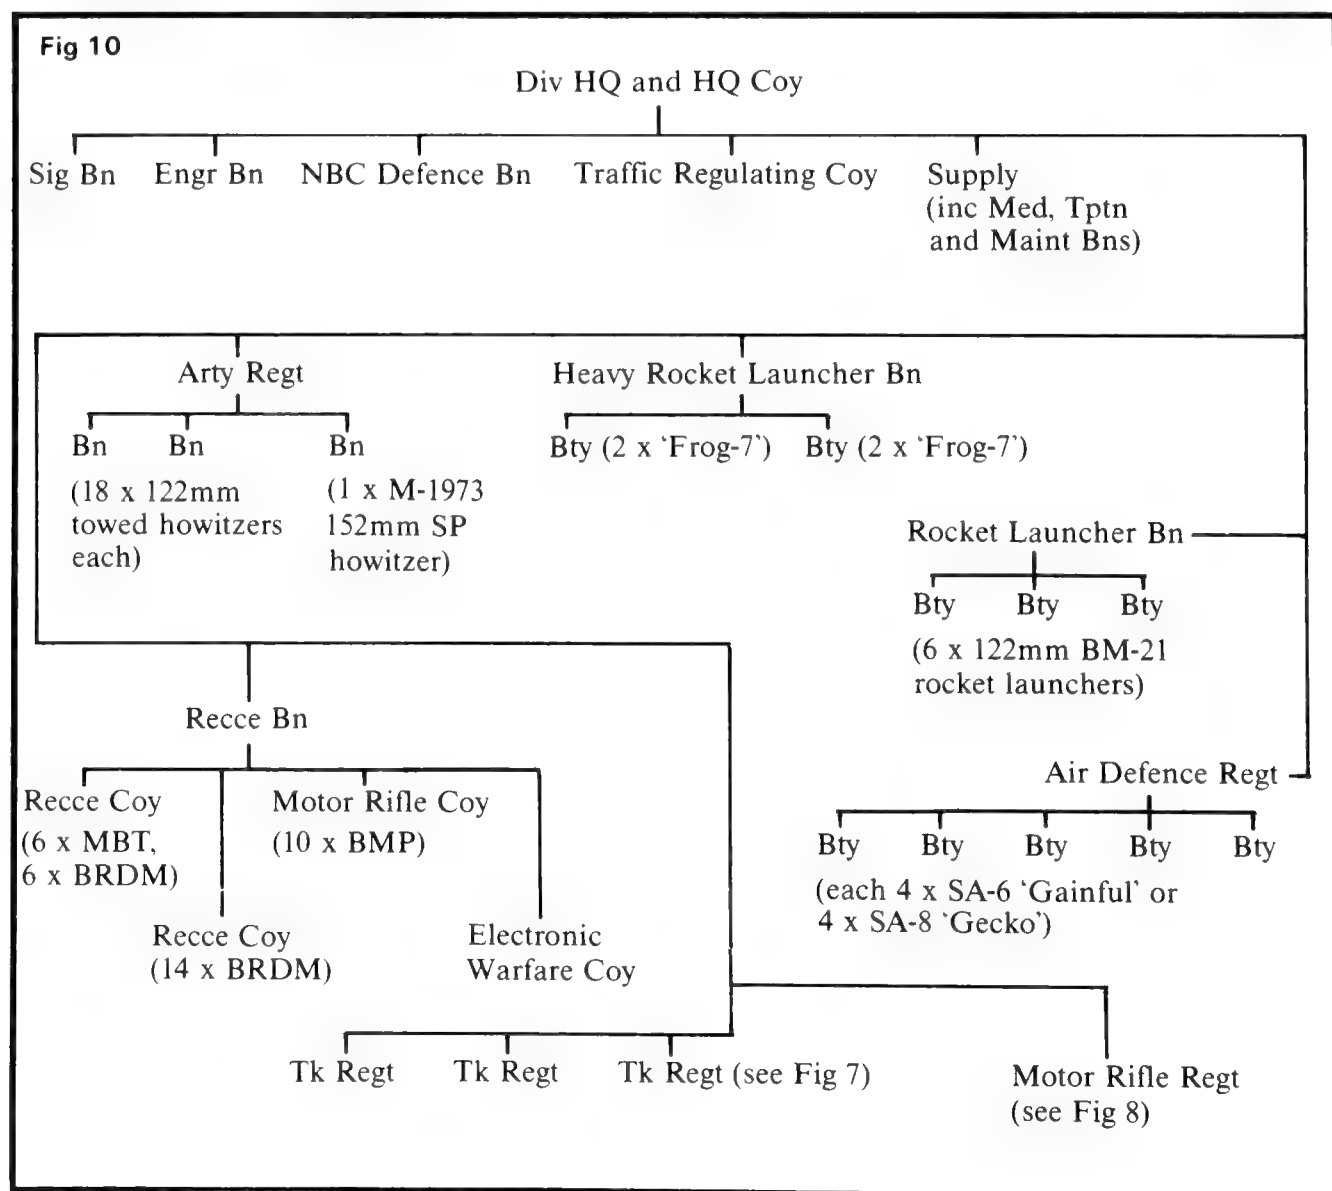 Fig 10
Div HQ and HQ Coy
Sig Bn
Engr Bn
NBC Defence Bn
Traffic Regulating Coy
Supply
(inc Med, Tptn
and Maint Bns)
Arty Regt
Bn
Bn
(18 x 122mm
towed howitzers
each)
Bn
(1 x M-1973
152mm SP
howitzer)
Heavy Rocket Launcher Bn
Bty (2 x ‘Frog-7’)
Bty (2 x ‘Frog-7’)
Rocket Launcher Bn
Bty
Bty
Bty
(6 x 122mm BM-21
rocket launchers)
Recce Bn
Recce Coy
(6 x MBT,
6 x BRDM)
Recce Coy
(14 x BRDM)
Motor Rifle Coy
(10 x BMP)
Electronic
Warfare Coy
Air Defence Regt
Bty
Bty
Bty
Bty
Bty
(each 4 x SA-6 ‘Gainful’ or
4 x SA-8 ‘Gecko’)
Tk Regt
Tk Regt
Tk Regt (see Fig 7)
Motor Rifle Regt
(see Fig 8)